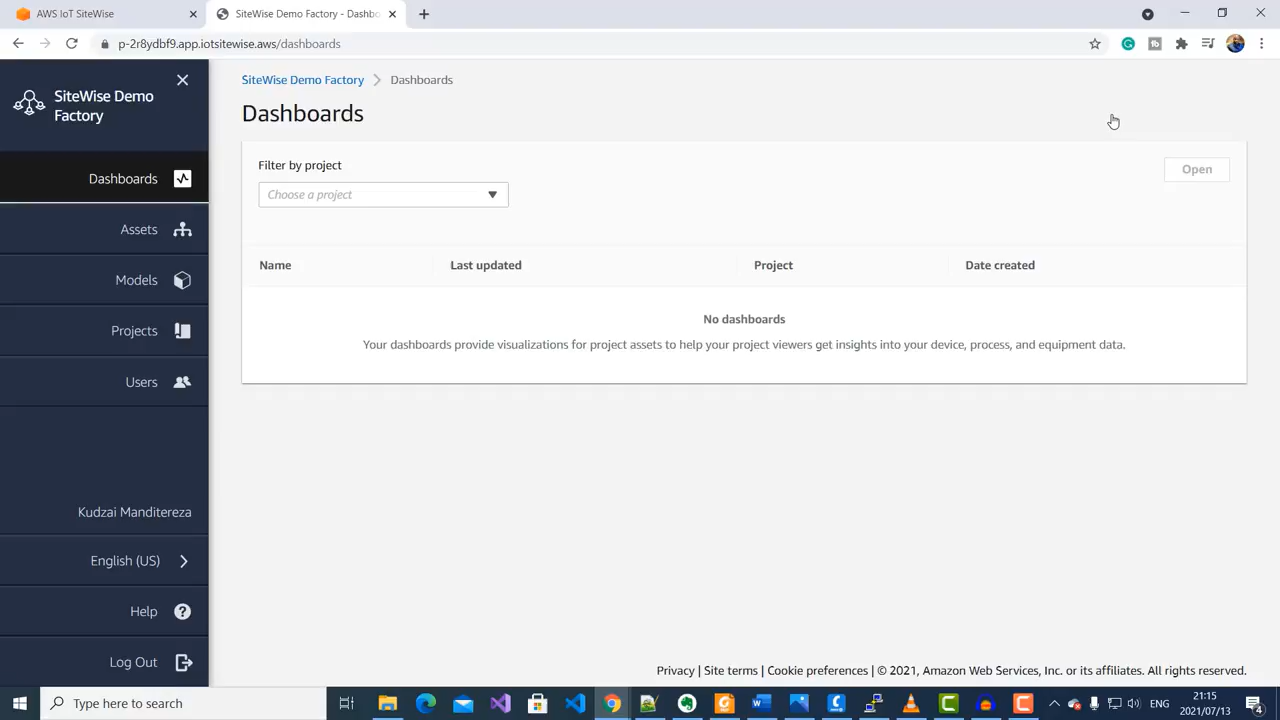 AWS IoT SiteWise
SiteWise Demo Factory - Dashbo
p-2r8ydbf9.app.iotsitewise.aws/dashboards
SiteWise Demo
Factory
Dashboards
Assets
Models
Projects
Users
Kudzai Manditereza
English (US)
Help
Log Out
SiteWise Demo Factory > Dashboards
Dashboards
Filter by project
Choose a project
Open
Name Last updated Project Date created
No dashboards
Your dashboards provide visualizations for project assets to help your project viewers get insights into your device, process, and equipment data.
Privacy | Site terms | Cookie preferences | © 2021, Amazon Web Services, Inc. or its affiliates. All rights reserved.
Type here to search
ENG
21:15
2021/07/13
4